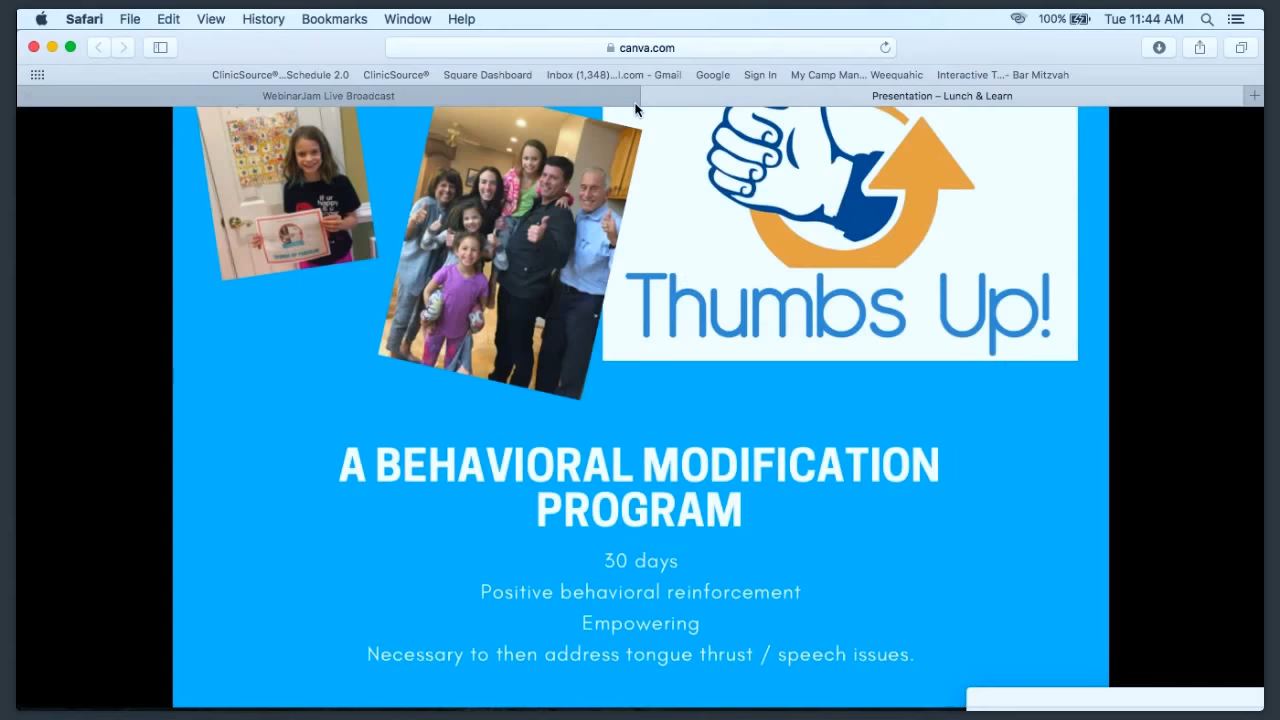 Safari File Edit View History Bookmarks Window Help 100% Tue 11:44 AM
canva.com
ClinicSource®...Schedule 2.0 ClinicSource® Square Dashboard Inbox (1,348)...l.com - Gmail Google Sign In My Camp Man... Weequahic Interactive T...- Bar Mitzvah
WebinarJam Live Broadcast Presentation – Lunch & Learn
Thumbs Up!
A BEHAVIORAL MODIFICATION
PROGRAM
30 days
Positive behavioral reinforcement
Empowering
Necessary to then address tongue thrust / speech issues.